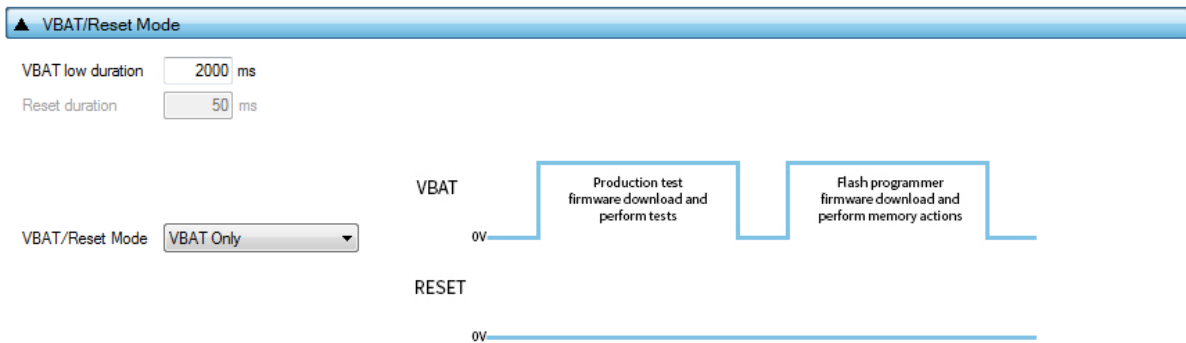 ▲ VBAT/Reset Mode
VBAT low duration 2000 ms
Reset duration 50 ms
VBAT
Production test
firmware download and
perform tests
Flash programmer
firmware download and
perform memory actions
VBAT/Reset Mode VBAT Only
0V
RESET
0V